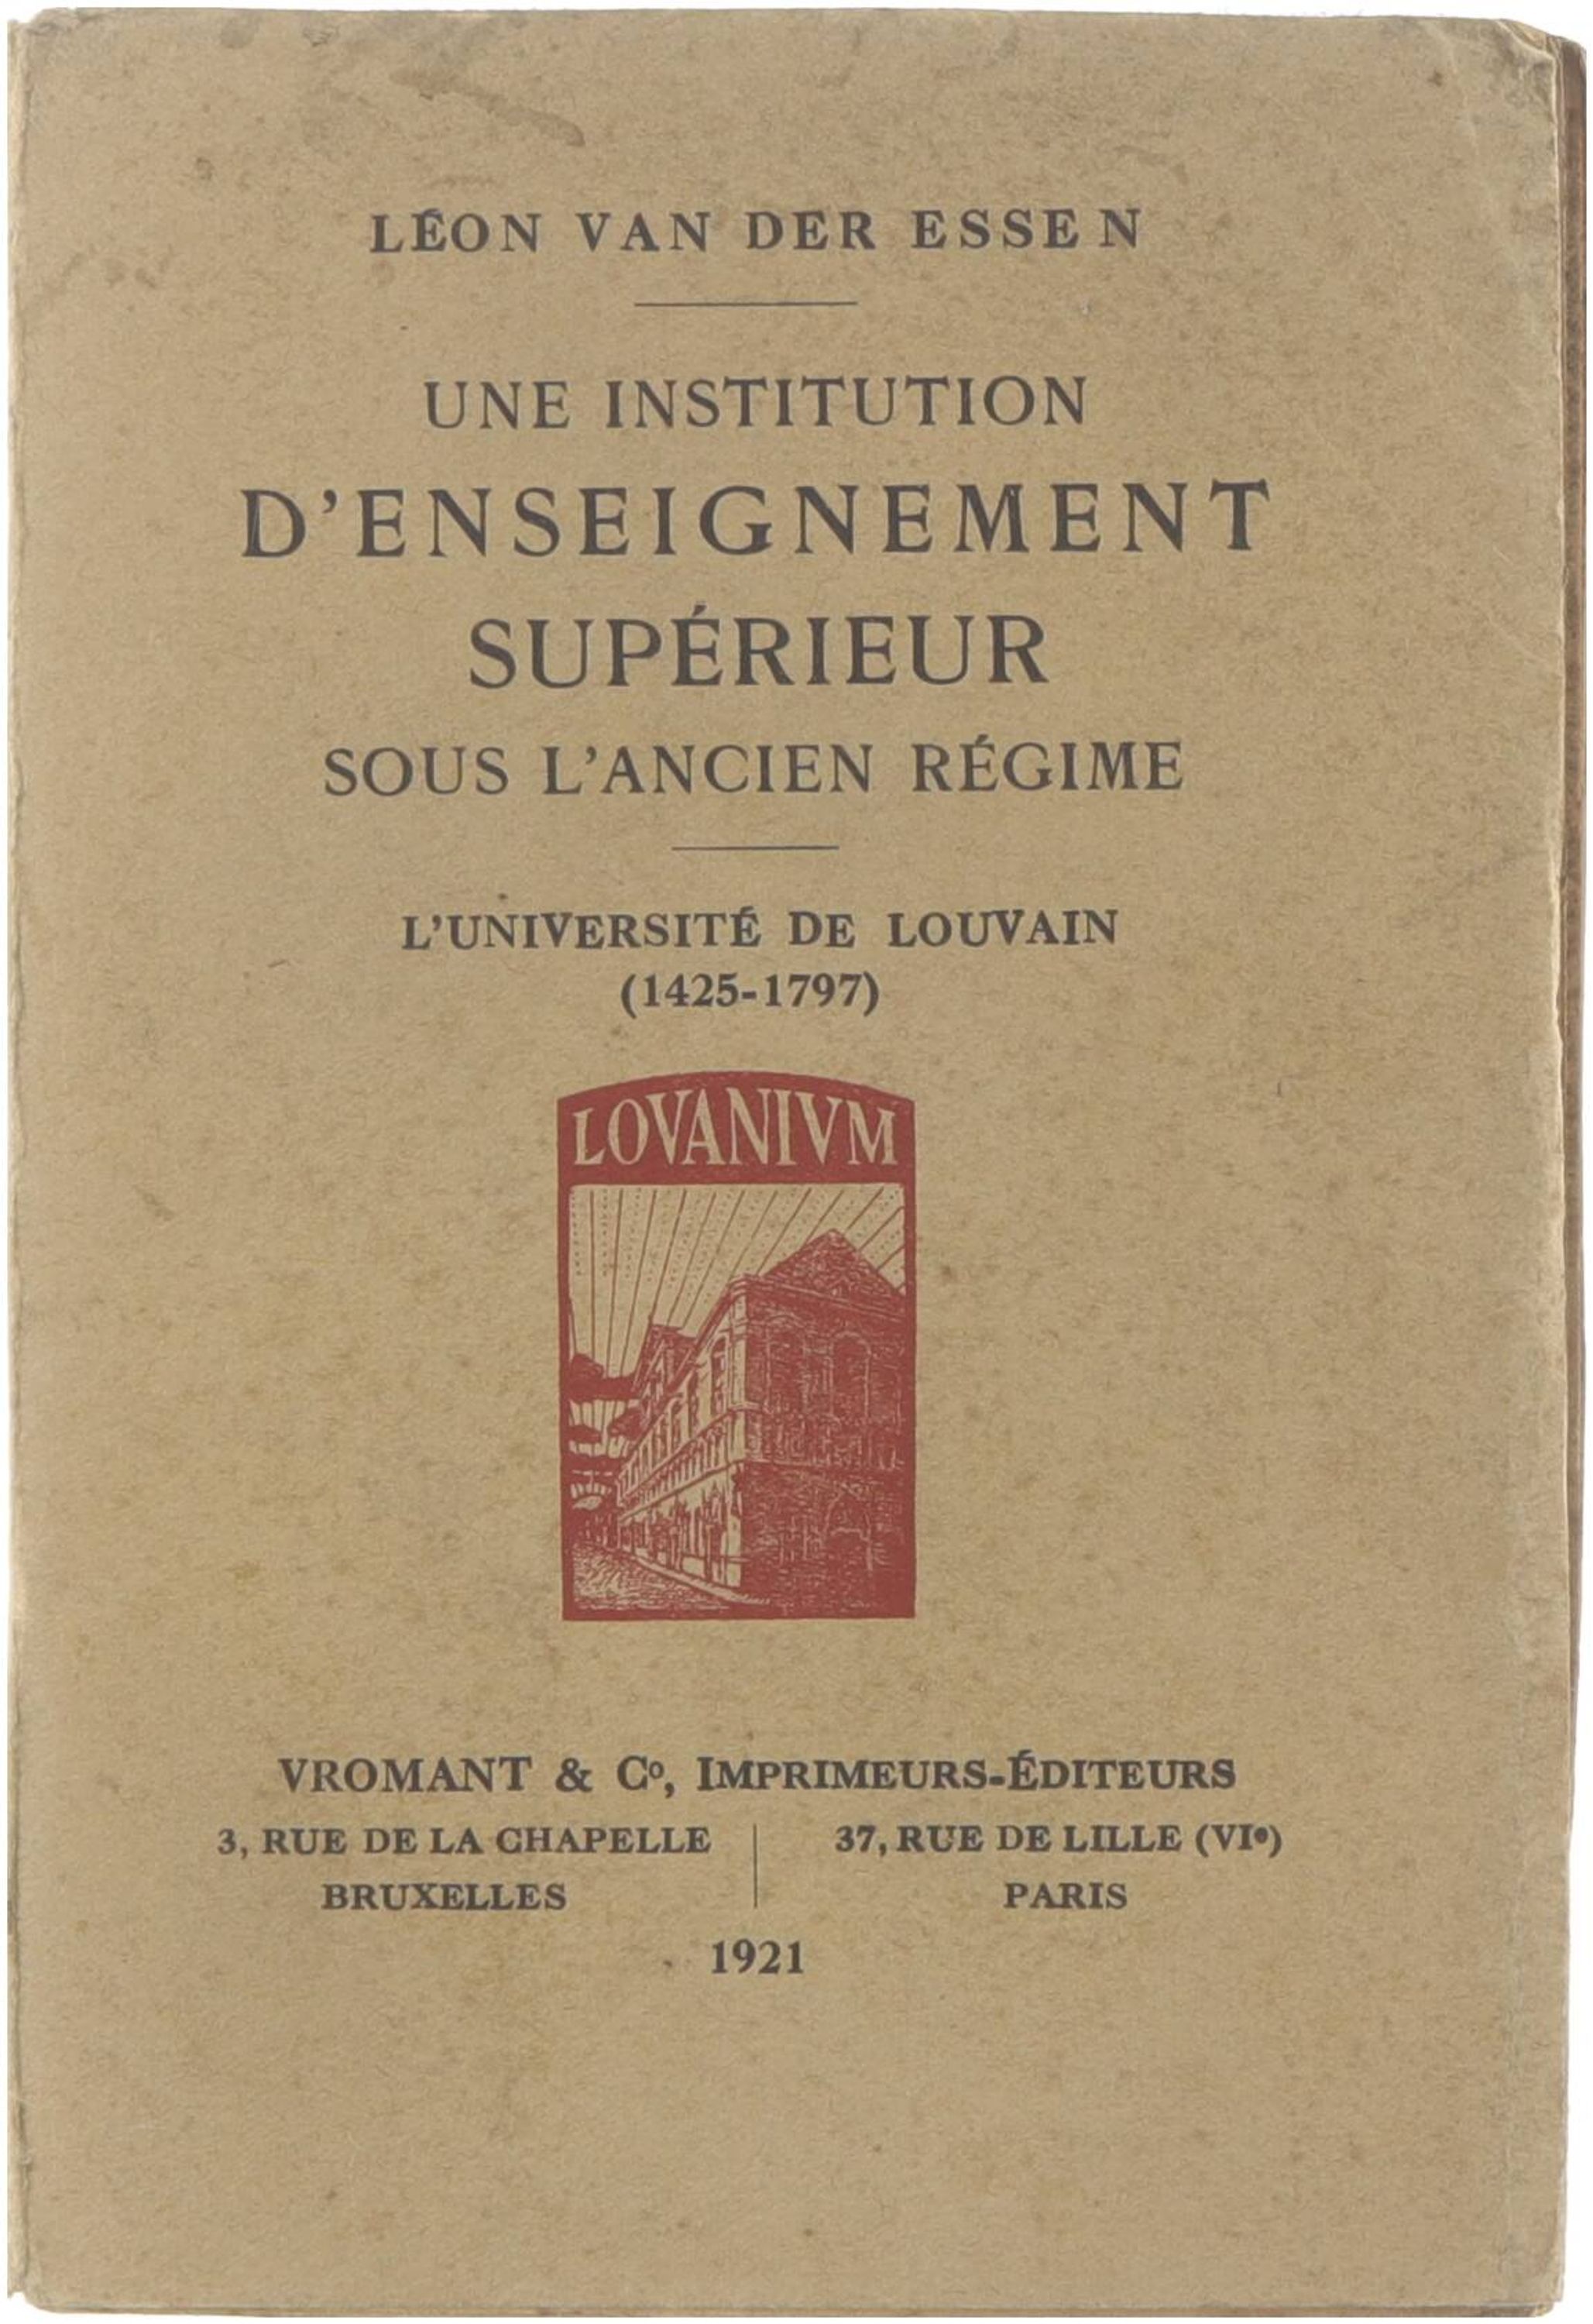 LÉON VAN DER ESSEN
UNE INSTITUTION
D'ENSEIGNEMENT
SUPÉRIEUR
SOUS L'ANCIEN RÉGIME
L'UNIVERSITÉ DE LOUVAIN
(1425-1797)
LOVANIVM
VROMANT & Cº, IMPRIMEURS-ÉDITEURS
3, RUE DE LA CHAPELLE
BRUXELLES
37, RUE DE LILLE (VIe)
PARIS
1921